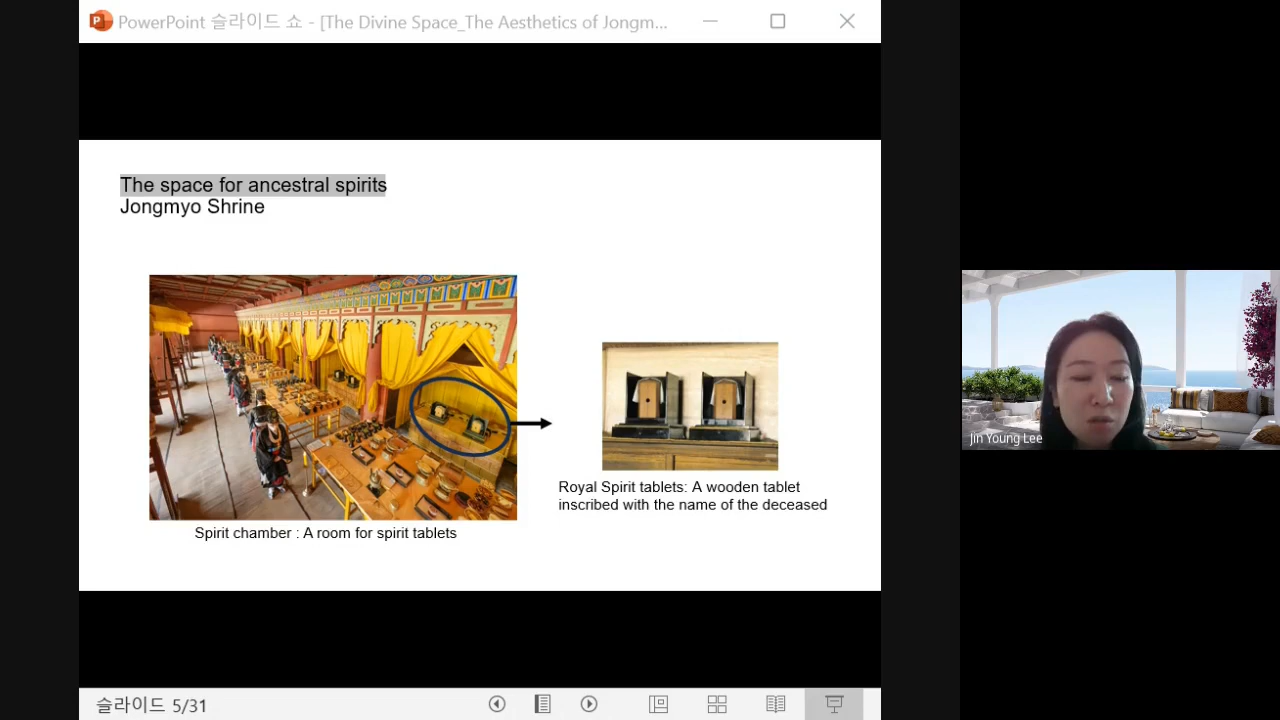 PowerPoint 슬라이드 쇼 - [The Divine Space_The Aesthetics of Jongm...
The space for ancestral spirits
Jongmyo Shrine
Royal Spirit tablets: A wooden tablet
inscribed with the name of the deceased
Spirit chamber : A room for spirit tablets
Jin Young Lee
슬라이드 5/31